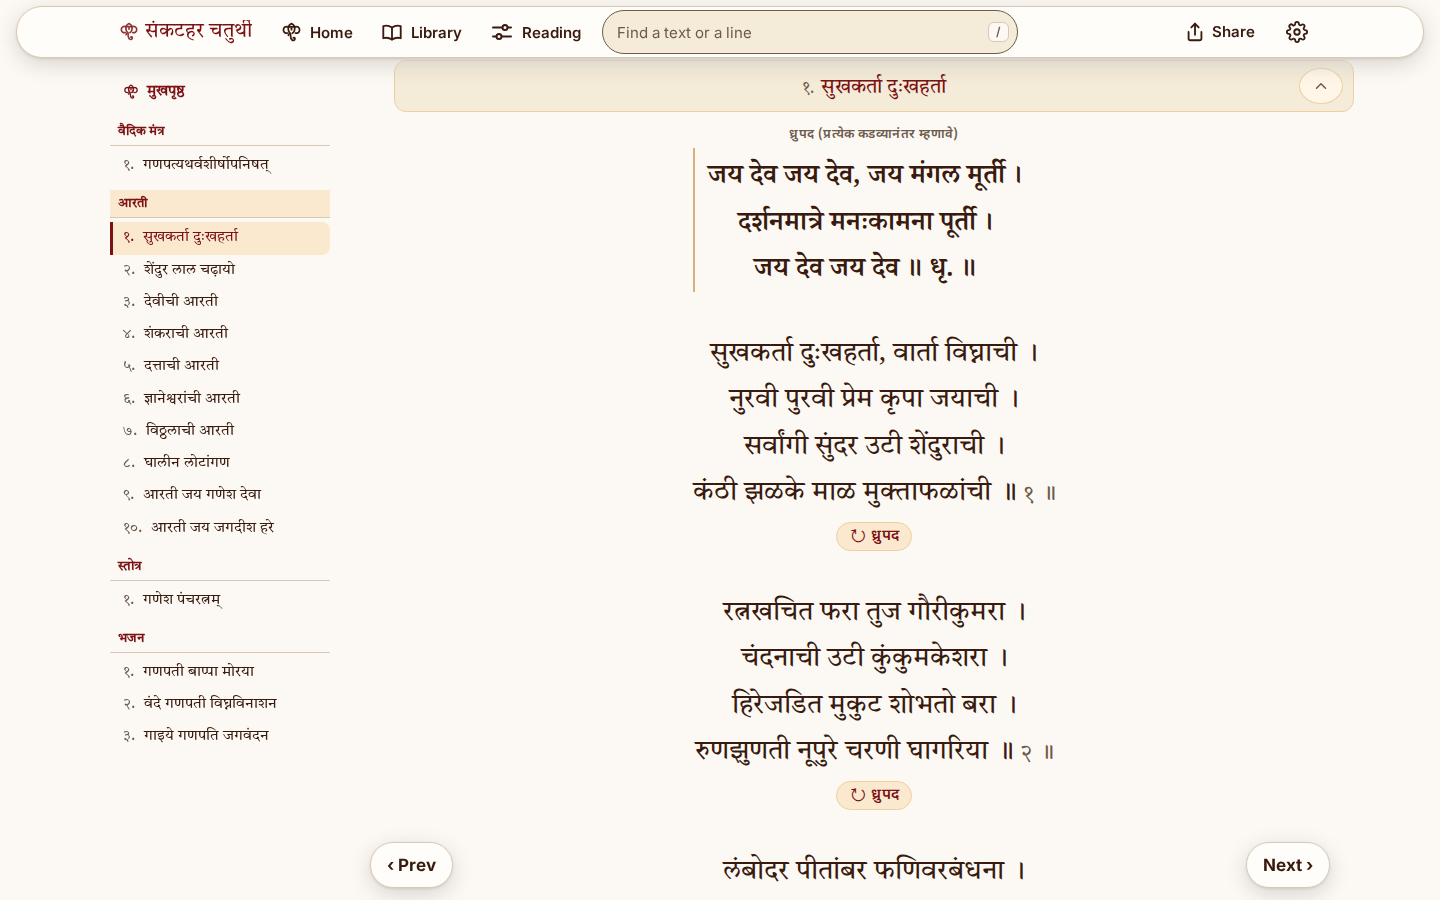 संकटहर चतुर्थी
Home
Library
Reading
Find a text or a line
/
Share
मुखपृष्ठ
वैदिक मंत्र
१. गणपत्यथर्वशीर्षोपनिषत्
आरती
१. सुखकर्ता दुःखहर्ता
२. शेंदुर लाल चढ़ायो
३. देवीची आरती
४. शंकराची आरती
५. दत्ताची आरती
६. ज्ञानेश्वरांची आरती
७. विठ्ठलाची आरती
८. घालीन लोटांगण
९. आरती जय गणेश देवा
१०. आरती जय जगदीश हरे
स्तोत्र
१. गणेश पंचरत्नम्
भजन
१. गणपती बाप्पा मोरया
२. वंदे गणपती विघ्नविनाशन
३. गाइये गणपति जगवंदन
१. सुखकर्ता दुःखहर्ता
ध्रुपद (प्रत्येक कडव्यानंतर म्हणावे)
जय देव जय देव, जय मंगल मूर्ती ।
दर्शनमात्रे मनःकामना पूर्ती ।
जय देव जय देव ॥ धृ. ॥
सुखकर्ता दुःखहर्ता, वार्ता विघ्नाची ।
नुरवी पुरवी प्रेम कृपा जयाची ।
सर्वांगी सुंदर उटी शेंदुराची ।
कंठी झळके माळ मुक्ताफळांची ॥ १ ॥
ध्रुपद
रत्नखचित फरा तुज गौरीकुमरा ।
चंदनाची उटी कुंकुमकेशरा ।
हिरेजडित मुकुट शोभतो बरा ।
रुणझुणती नूपुरे चरणी घागरिया ॥ २ ॥
ध्रुपद
लंबोदर पीतांबर फणिवरबंधना ।
‹ Prev
Next ›